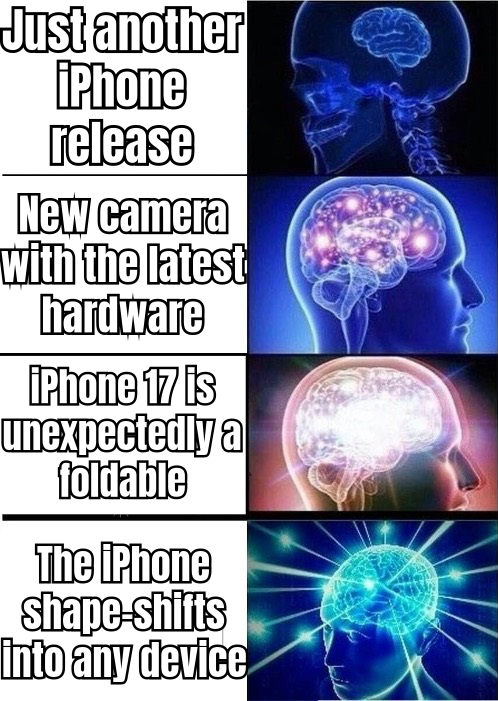 Just another
iPhone
release
New camera
with the latest
hardware
iPhone 17 is
unexpectedly a
foldable
The iPhone
shape-shifts
into any device